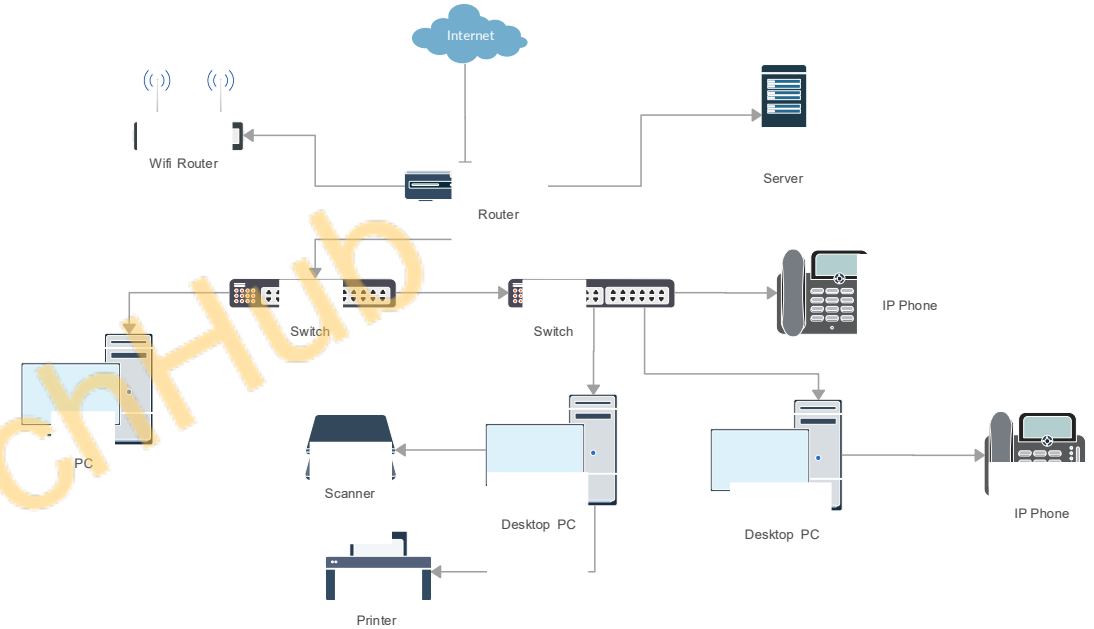 Internet
Wifi Router
Server
Router
Switch
Switch
IP Phone
PC
Scanner
Desktop PC
Desktop PC
IP Phone
Printer
chHub